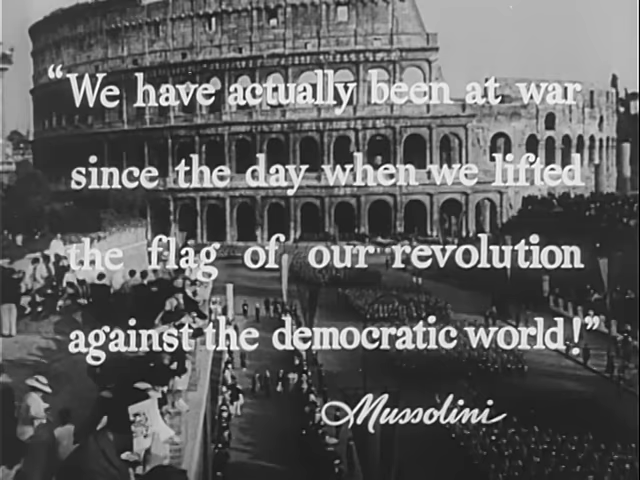 “We have actually been at war
since the day when we lifted
the flag of our revolution
against the democratic world!”
Mussolini